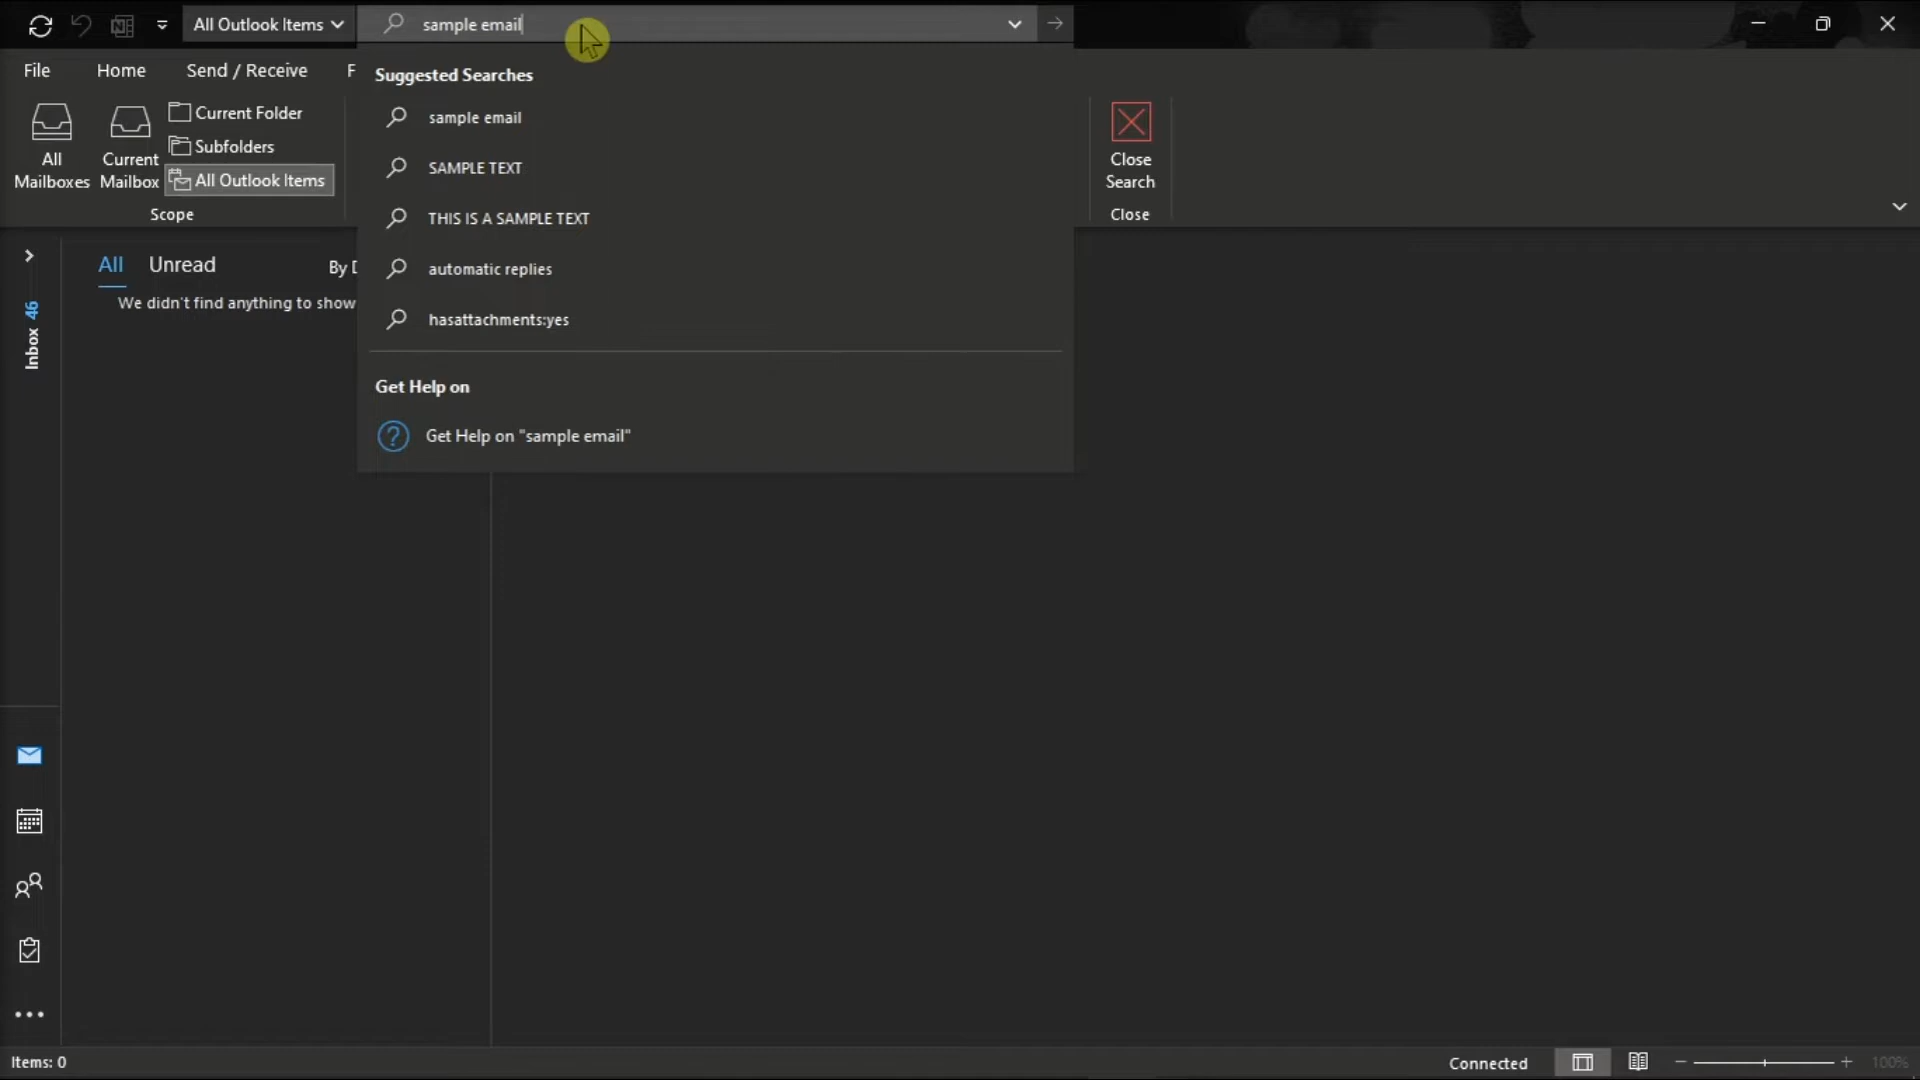 All Outlook Items
sample email
File
Home
Send / Receive
F
Suggested Searches
Current Folder
Subfolders
All Outlook Items
All
Mailboxes
Current
Mailbox
Scope
sample email
SAMPLE TEXT
THIS IS A SAMPLE TEXT
automatic replies
hasattachments:yes
Close
Search
Close
Inbox 46
All
Unread
By D
We didn't find anything to show
Get Help on
Get Help on "sample email"
Items: 0
Connected
100%